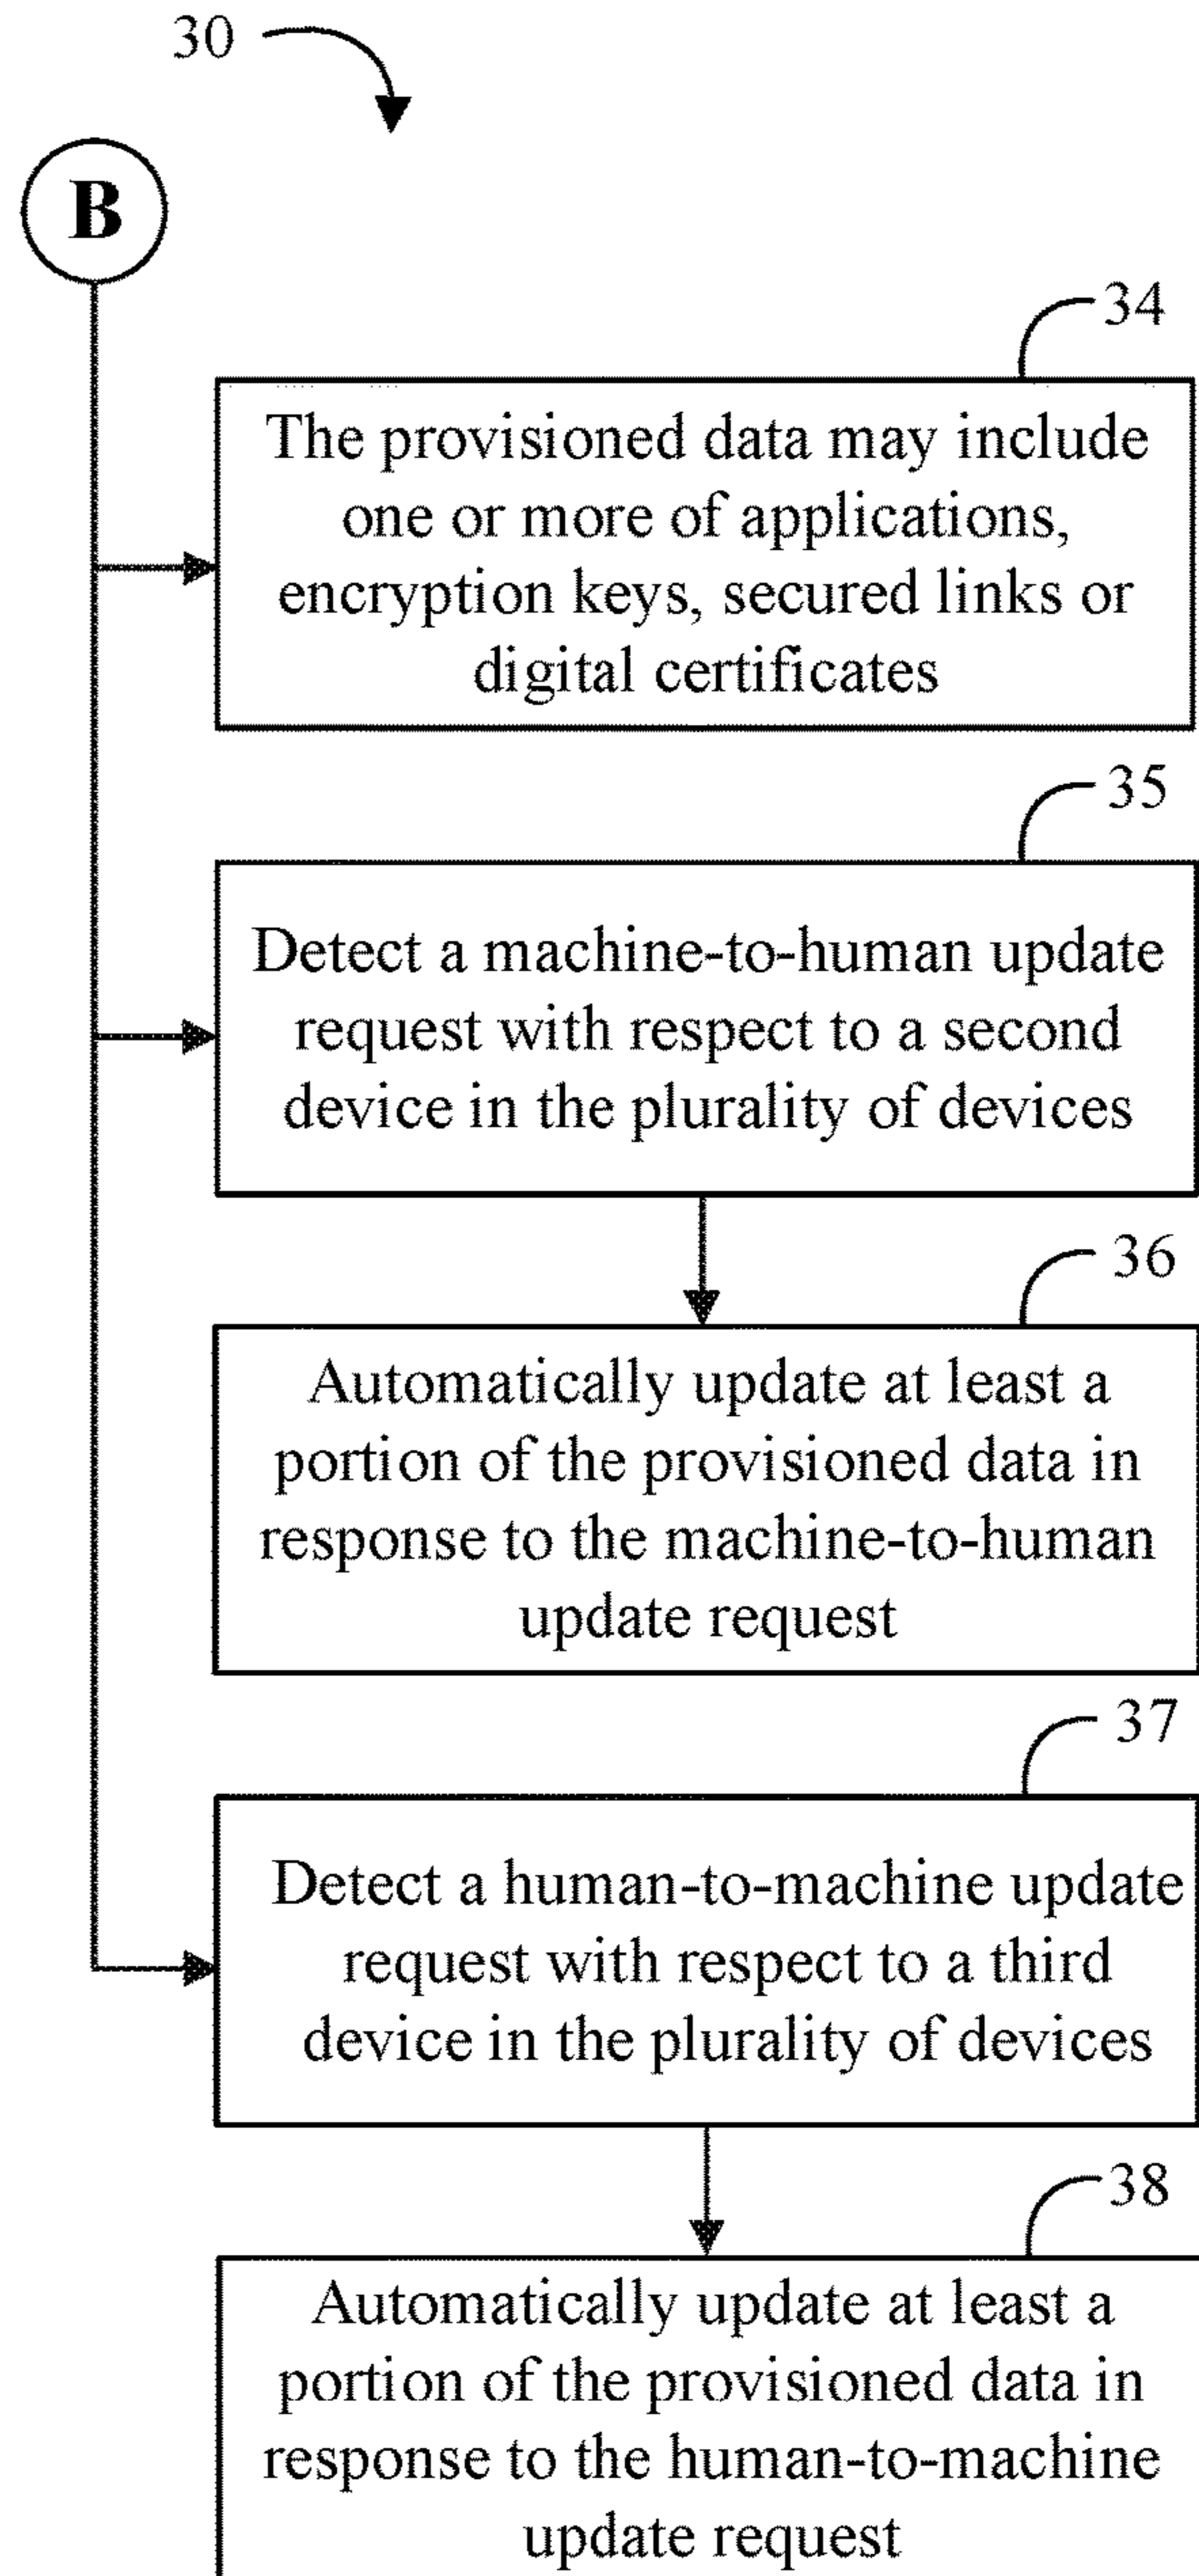 30
B
34
The provisioned data may include
one or more of applications,
encryption keys, secured links or
digital certificates
35
Detect a machine-to-human update
request with respect to a second
device in the plurality of devices
36
Automatically update at least a
portion of the provisioned data in
response to the machine-to-human
update request
37
Detect a human-to-machine update
request with respect to a third
device in the plurality of devices
38
Automatically update at least a
portion of the provisioned data in
response to the human-to-machine
update request